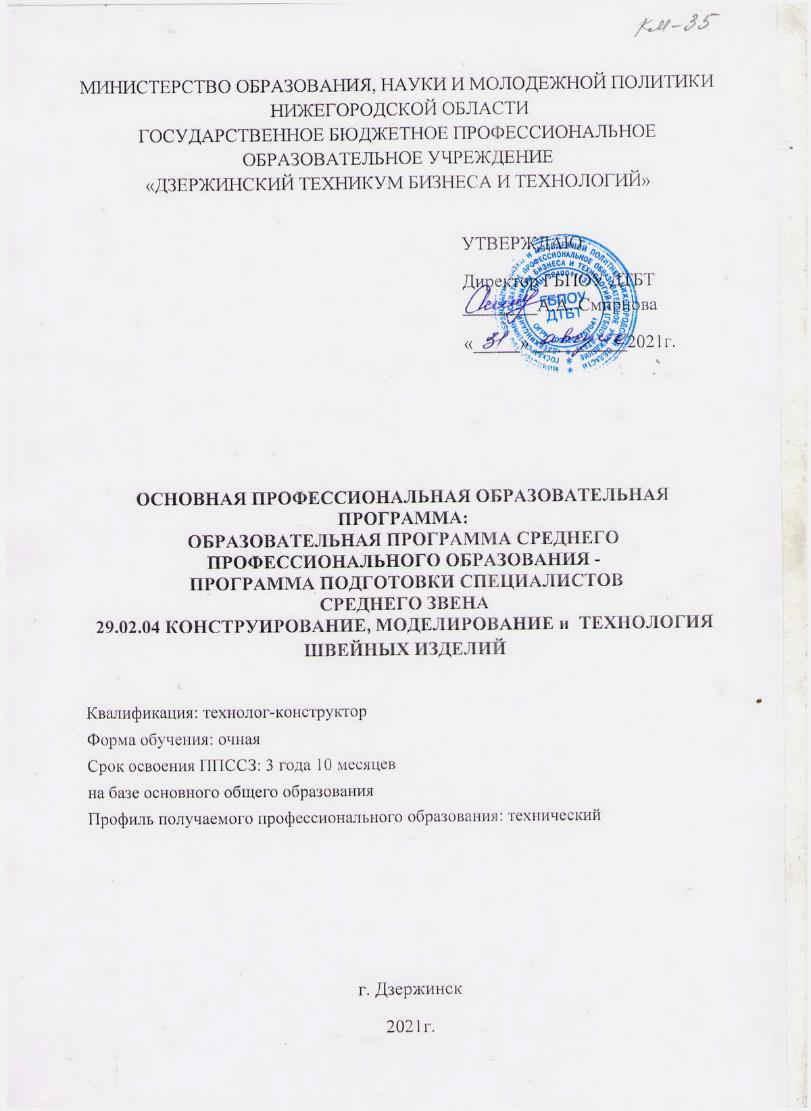 КМ-35
МИНИСТЕРСТВО ОБРАЗОВАНИЯ, НАУКИ И МОЛОДЕЖНОЙ ПОЛИТИКИ
НИЖЕГОРОДСКОЙ ОБЛАСТИ
ГОСУДАРСТВЕННОЕ БЮДЖЕТНОЕ ПРОФЕССИОНАЛЬНОЕ
ОБРАЗОВАТЕЛЬНОЕ УЧРЕЖДЕНИЕ
«ДЗЕРЖИНСКИЙ ТЕХНИКУМ БИЗНЕСА И ТЕХНОЛОГИЙ»
УТВЕРЖДАЮ
Директор ГБПОУ ДТБТ
А.А. Смирнова
« 31 » августа 2021г.
ГБПОУ
ДТБТ
ОСНОВНАЯ ПРОФЕССИОНАЛЬНАЯ ОБРАЗОВАТЕЛЬНАЯ
ПРОГРАММА:
ОБРАЗОВАТЕЛЬНАЯ ПРОГРАММА СРЕДНЕГО
ПРОФЕССИОНАЛЬНОГО ОБРАЗОВАНИЯ -
ПРОГРАММА ПОДГОТОВКИ СПЕЦИАЛИСТОВ
СРЕДНЕГО ЗВЕНА
29.02.04 КОНСТРУИРОВАНИЕ, МОДЕЛИРОВАНИЕ и ТЕХНОЛОГИЯ
ШВЕЙНЫХ ИЗДЕЛИЙ
Квалификация: технолог-конструктор
Форма обучения: очная
Срок освоения ППССЗ: 3 года 10 месяцев
на базе основного общего образования
Профиль получаемого профессионального образования: технический
г. Дзержинск
2021г.